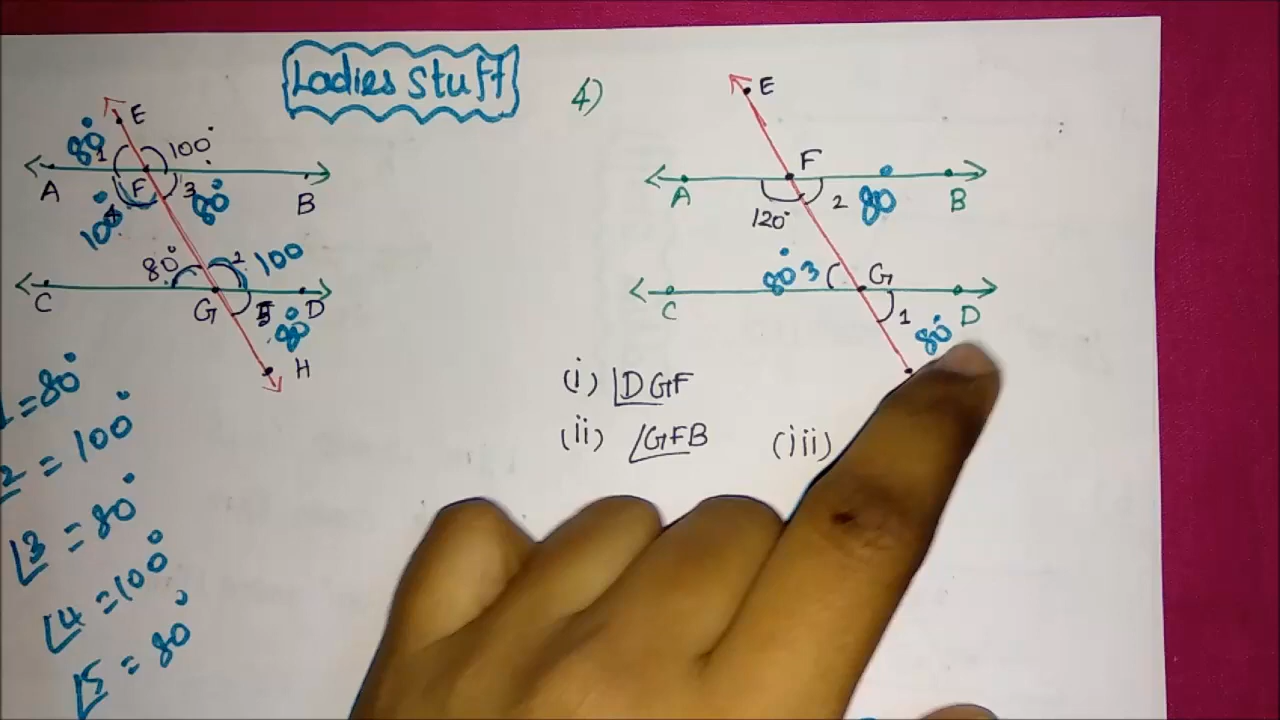 Ladies Stuff
E
80° 1
100°
A
F
4
3
B
100°
80°
80°
2
100
C
G
5
D
80°
H
1 = 80°
2 = 100°
∠3 = 80°
∠4 = 100°
∠5 = 80°
4)
E
F
A
120°
2
80°
B
80° 3
G
C
1
D
80°
(i) ∠DGF
(ii) ∠GFB
(iii)